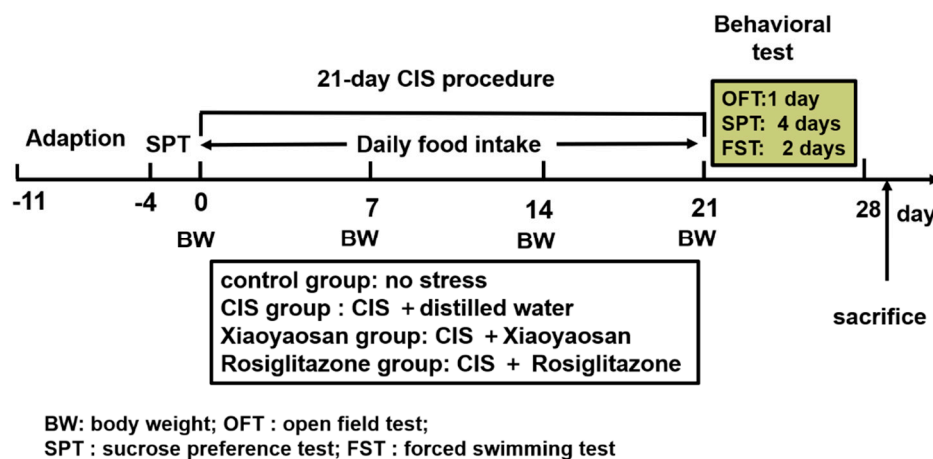 Behavioral
test
21-day CIS procedure
OFT:1 day
SPT: 4 days
FST: 2 days
Adaption SPT Daily food intake
-11 -4 0 7 14 21 28 day
BW BW BW BW
control group: no stress
CIS group : CIS + distilled water
Xiaoyaosan group: CIS + Xiaoyaosan
Rosiglitazone group: CIS + Rosiglitazone
sacrifice
BW: body weight; OFT : open field test;
SPT : sucrose preference test; FST : forced swimming test